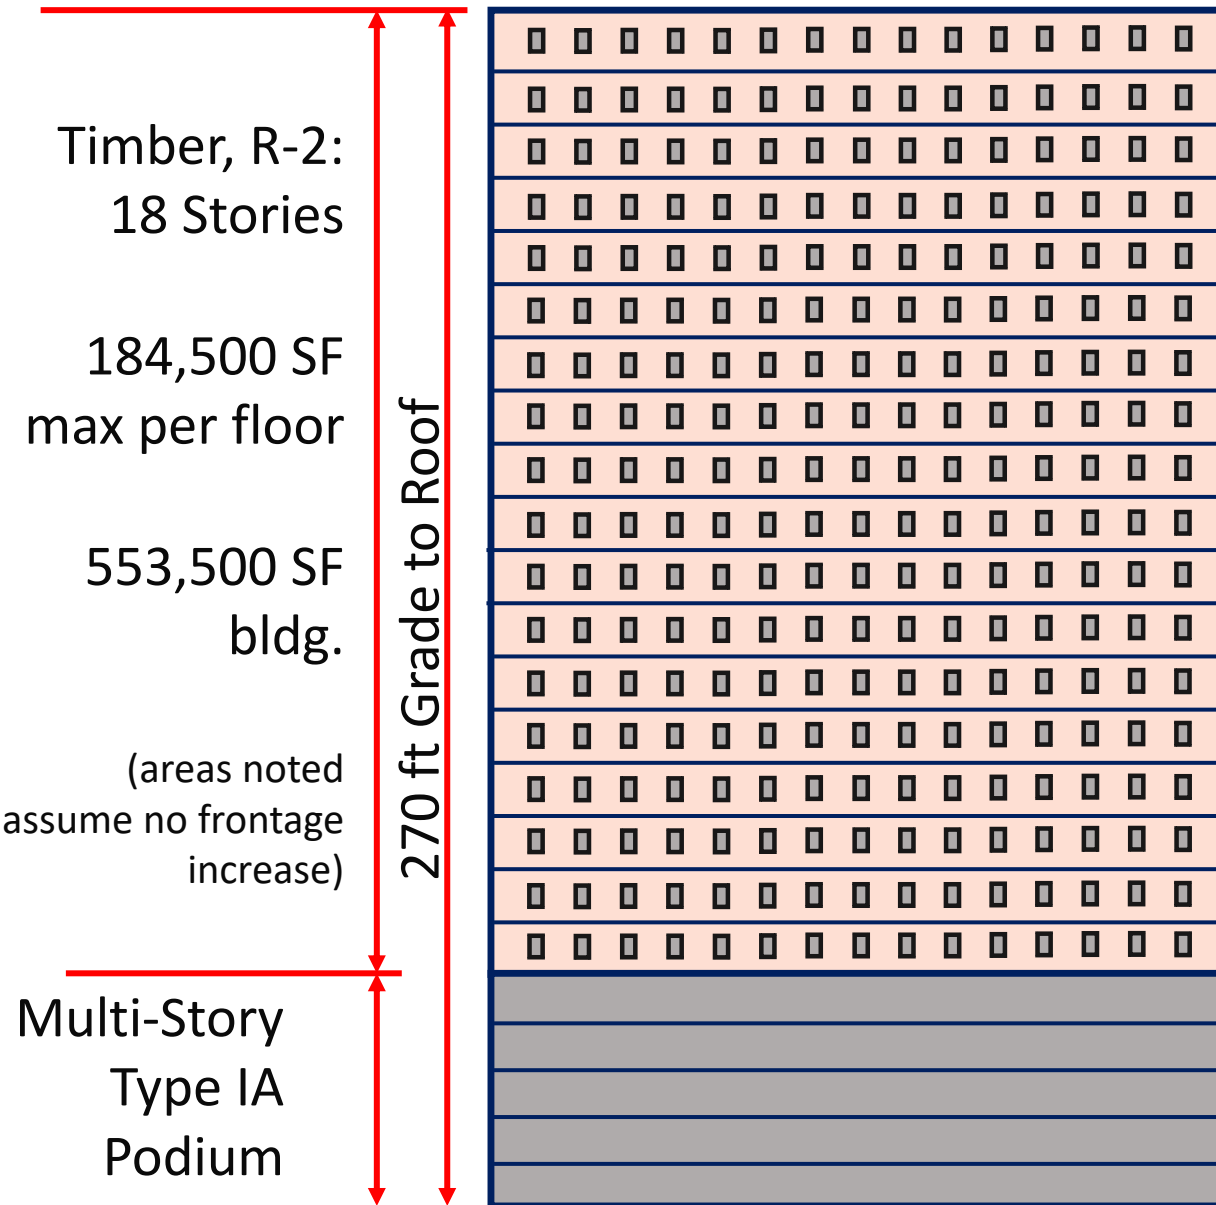 Timber, R-2:
18 Stories
184,500 SF
max per floor
553,500 SF
bldg.
(areas noted
assume no frontage
increase)
270 ft Grade to Roof
Multi-Story
Type IA
Podium